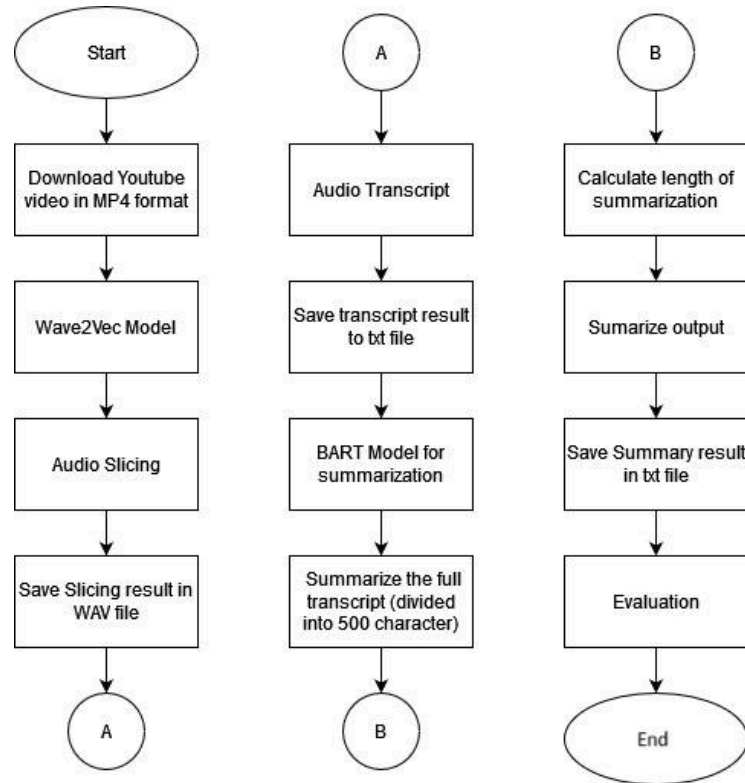 Start
Download Youtube
video in MP4 format
Wave2Vec Model
Audio Slicing
Save Slicing result in
WAV file
A
A
Audio Transcript
Save transcript result
to txt file
BART Model for
summarization
Summarize the full
transcript (divided
into 500 character)
B
B
Calculate length of
summarization
Sumarize output
Save Summary result
in txt file
Evaluation
End